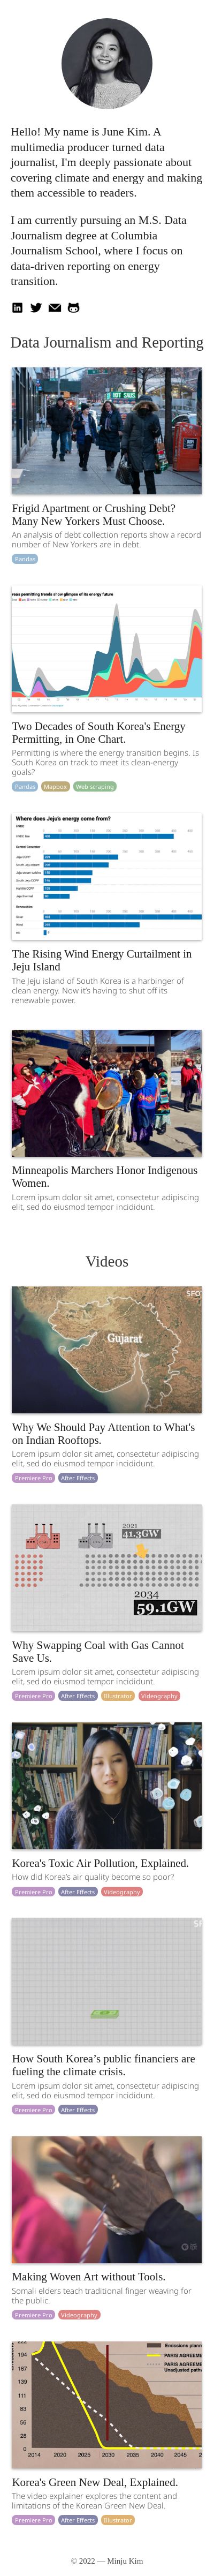 Hello! My name is June Kim. A
multimedia producer turned data
journalist, I'm deeply passionate about
covering climate and energy and making
them accessible to readers.
I am currently pursuing an M.S. Data
Journalism degree at Columbia
Journalism School, where I focus on
data-driven reporting on energy
transition.
Data Journalism and Reporting
HOT SUBS
Frigid Apartment or Crushing Debt?
Many New Yorkers Must Choose.
An analysis of debt collection reports show a record
number of New Yorkers are in debt.
Pandas
rea's permitting trends show glimpses of its energy future
Two Decades of South Korea's Energy
Permitting, in One Chart.
Permitting is where the energy transition begins. Is
South Korea on track to meet its clean-energy
goals?
Pandas Mapbox Web scraping
Where does Jeju's energy come from?
The Rising Wind Energy Curtailment in
Jeju Island
The Jeju island of South Korea is a harbinger of
clean energy. Now it's having to shut off its
renewable power.
Minneapolis Marchers Honor Indigenous
Women.
Lorem ipsum dolor sit amet, consectetur adipiscing
elit, sed do eiusmod tempor incididunt.
Videos
SFO
Gujarat
Why We Should Pay Attention to What's
on Indian Rooftops.
Lorem ipsum dolor sit amet, consectetur adipiscing
elit, sed do eiusmod tempor incididunt.
Premiere Pro After Effects
2021
41.3GW
2034
59.1GW
Why Swapping Coal with Gas Cannot
Save Us.
Lorem ipsum dolor sit amet, consectetur adipiscing
elit, sed do eiusmod tempor incididunt.
Premiere Pro After Effects Illustrator Videography
Korea's Toxic Air Pollution, Explained.
How did Korea's air quality become so poor?
Premiere Pro After Effects Videography
SF
How South Korea’s public financiers are
fueling the climate crisis.
Lorem ipsum dolor sit amet, consectetur adipiscing
elit, sed do eiusmod tempor incididunt.
Premiere Pro After Effects
Making Woven Art without Tools.
Somali elders teach traditional finger weaving for
the public.
Premiere Pro Videography
Emissions plann
PARIS AGREEME
PARIS AGREEM
Unadjusted path
194
167
139
111
83
56
28
0
2014 2020 2025 2030 2035 2040 2045 2
Korea's Green New Deal, Explained.
The video explainer explores the content and
limitations of the Korean Green New Deal.
Premiere Pro After Effects Illustrator
© 2022 — Minju Kim